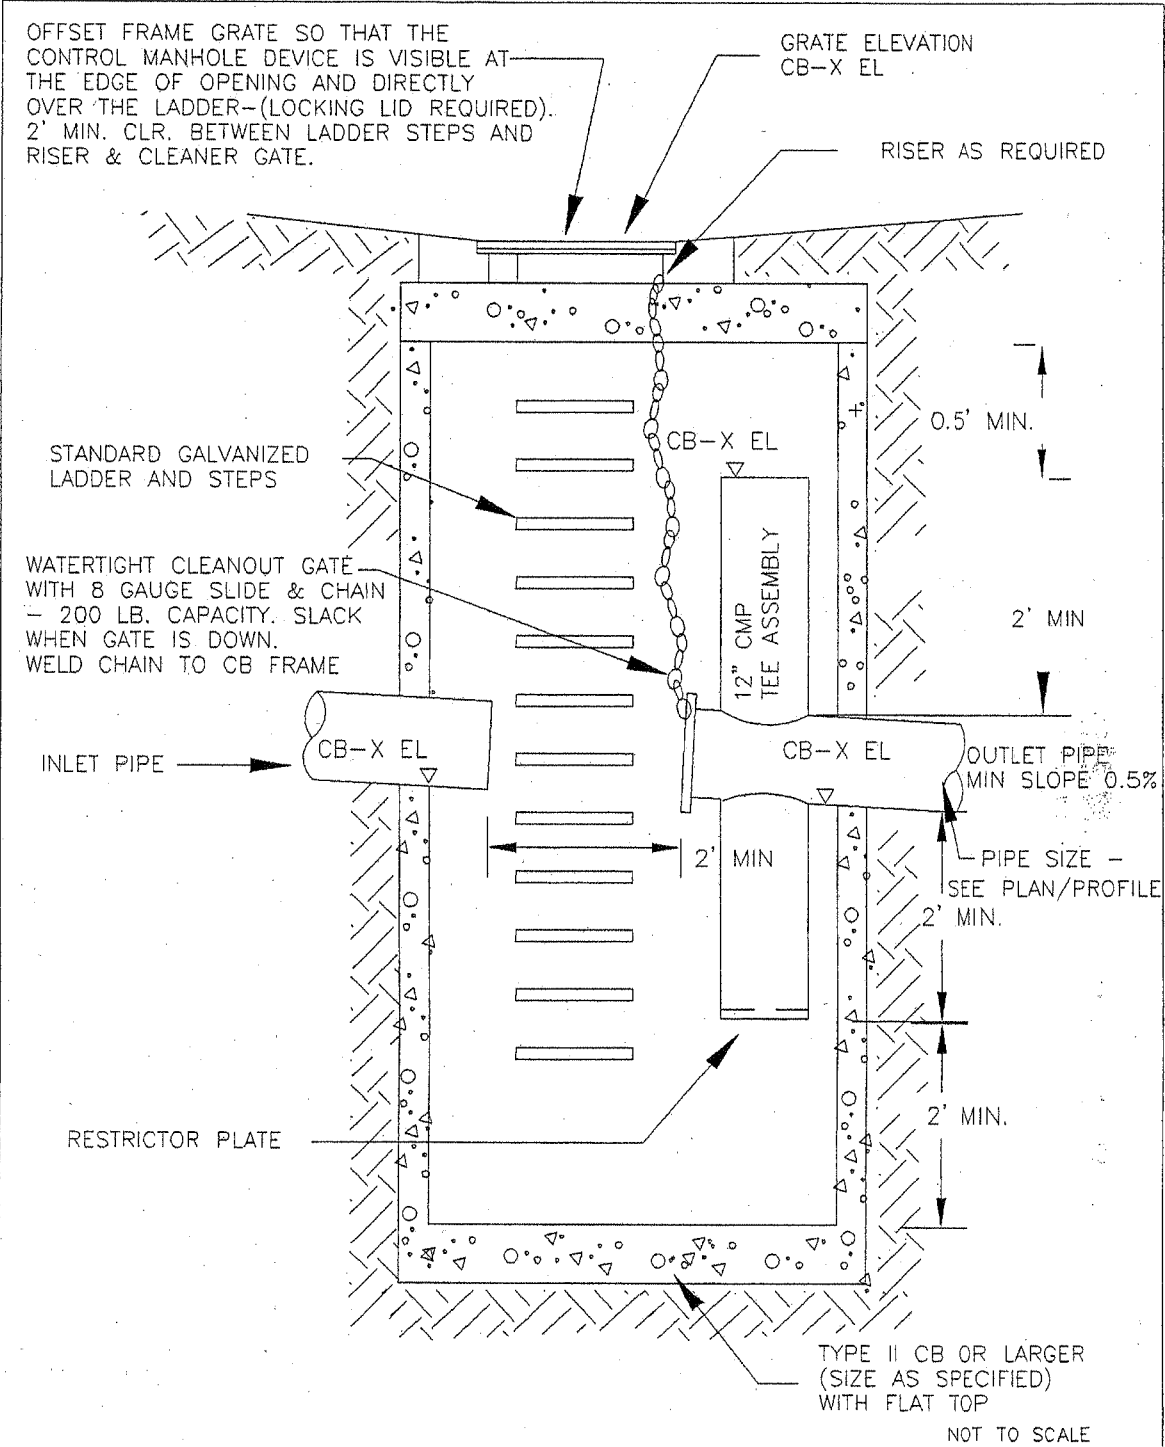 OFFSET FRAME GRATE SO THAT THE
CONTROL MANHOLE DEVICE IS VISIBLE AT
THE EDGE OF OPENING AND DIRECTLY
OVER THE LADDER-(LOCKING LID REQUIRED).
2' MIN. CLR. BETWEEN LADDER STEPS AND
RISER & CLEANER GATE.
GRATE ELEVATION
CB-X EL
RISER AS REQUIRED
0.5' MIN.
CB-X EL
STANDARD GALVANIZED
LADDER AND STEPS
WATERTIGHT CLEANOUT GATE
WITH 8 GAUGE SLIDE & CHAIN
- 200 LB. CAPACITY. SLACK
WHEN GATE IS DOWN.
WELD CHAIN TO CB FRAME
12" CMP
TEE ASSEMBLY
2' MIN
INLET PIPE
CB-X EL
CB-X EL
OUTLET PIPE
MIN SLOPE 0.5%
2' MIN
PIPE SIZE -
SEE PLAN/PROFILE
2' MIN.
2' MIN.
RESTRICTOR PLATE
TYPE II CB OR LARGER
(SIZE AS SPECIFIED)
WITH FLAT TOP
NOT TO SCALE